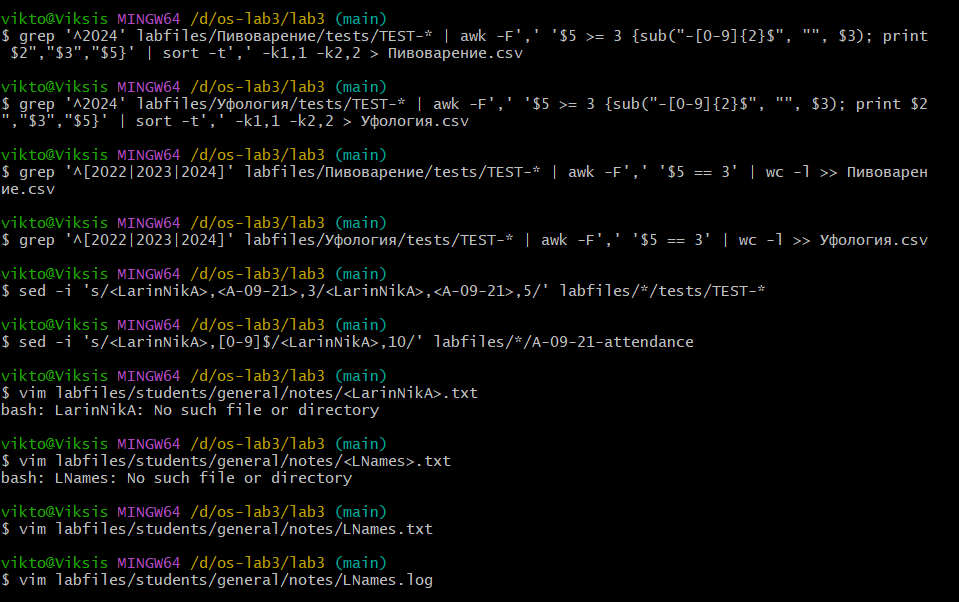 vikto@Viksis MINGW64 /d/os-lab3/lab3 (main)
$ grep '^2024' labfiles/Пивоварение/tests/TEST-* | awk -F',' '$5 >= 3 {sub("-[0-9]{2}$", "", $3); print
 $2","$3","$5}' | sort -t',' -k1,1 -k2,2 > Пивоварение.csv
vikto@Viksis MINGW64 /d/os-lab3/lab3 (main)
$ grep '^2024' labfiles/Уфология/tests/TEST-* | awk -F',' '$5 >= 3 {sub("-[0-9]{2}$", "", $3); print $2
","$3","$5}' | sort -t',' -k1,1 -k2,2 > Уфология.csv
vikto@Viksis MINGW64 /d/os-lab3/lab3 (main)
$ grep '^[2022|2023|2024]' labfiles/Пивоварение/tests/TEST-* | awk -F',' '$5 == 3' | wc -l >> Пивоварен
ие.csv
vikto@Viksis MINGW64 /d/os-lab3/lab3 (main)
$ grep '^[2022|2023|2024]' labfiles/Уфология/tests/TEST-* | awk -F',' '$5 == 3' | wc -l >> Уфология.csv
vikto@Viksis MINGW64 /d/os-lab3/lab3 (main)
$ sed -i 's/<LarinNikA>,<A-09-21>,3/<LarinNikA>,<A-09-21>,5/' labfiles/*/tests/TEST-*
vikto@Viksis MINGW64 /d/os-lab3/lab3 (main)
$ sed -i 's/<LarinNikA>,[0-9]$/<LarinNikA>,10/' labfiles/*/A-09-21-attendance
vikto@Viksis MINGW64 /d/os-lab3/lab3 (main)
$ vim labfiles/students/general/notes/<LarinNikA>.txt
bash: LarinNikA: No such file or directory
vikto@Viksis MINGW64 /d/os-lab3/lab3 (main)
$ vim labfiles/students/general/notes/<LNames>.txt
bash: LNames: No such file or directory
vikto@Viksis MINGW64 /d/os-lab3/lab3 (main)
$ vim labfiles/students/general/notes/LNames.txt
vikto@Viksis MINGW64 /d/os-lab3/lab3 (main)
$ vim labfiles/students/general/notes/LNames.log